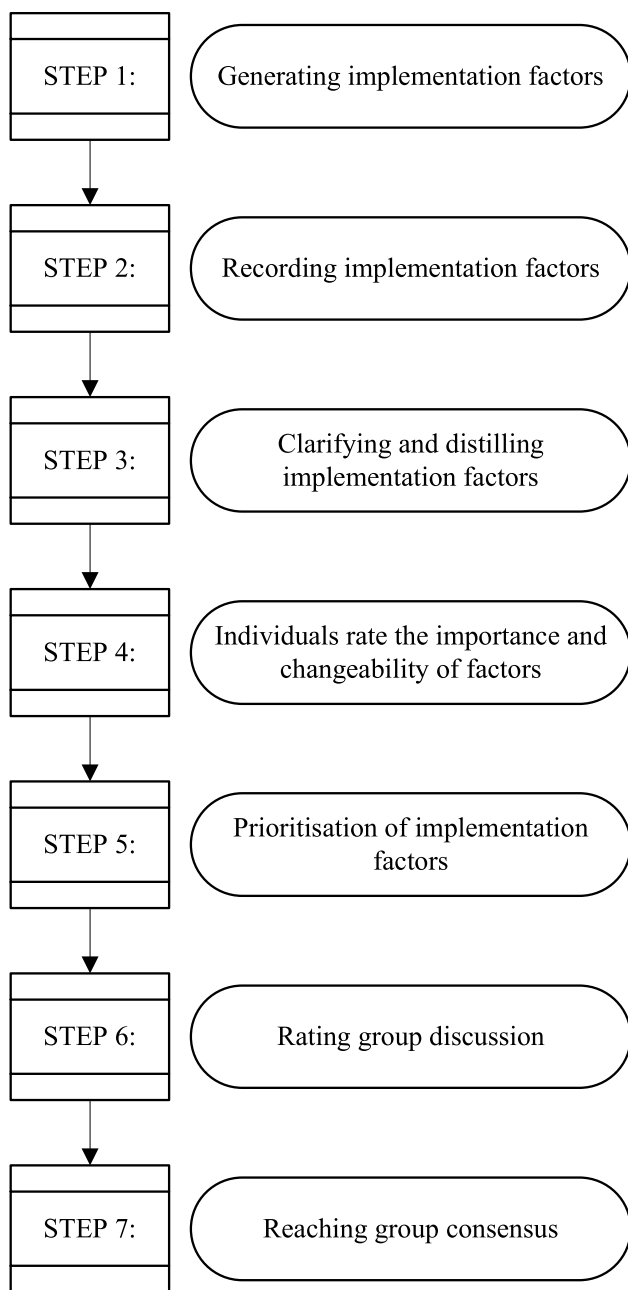 STEP 1:
Generating implementation factors
STEP 2:
Recording implementation factors
STEP 3:
Clarifying and distilling
implementation factors
STEP 4:
Individuals rate the importance and
changeability of factors
STEP 5:
Prioritisation of implementation
factors
STEP 6:
Rating group discussion
STEP 7:
Reaching group consensus